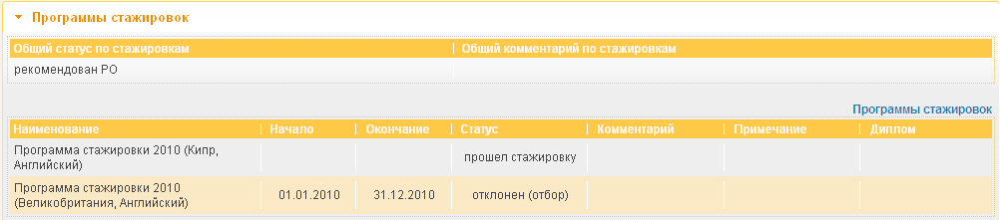 Программы стажировок
Общий статус по стажировкам Общий комментарий по стажировкам
рекомендован РО
Программы стажировок
Наименование Начало Окончание Статус Комментарий Примечание Диплом
Программа стажировки 2010 (Кипр,
Английский) прошел стажировку
Программа стажировки 2010
(Великобритания, Английский) 01.01.2010 31.12.2010 отклонен (отбор)